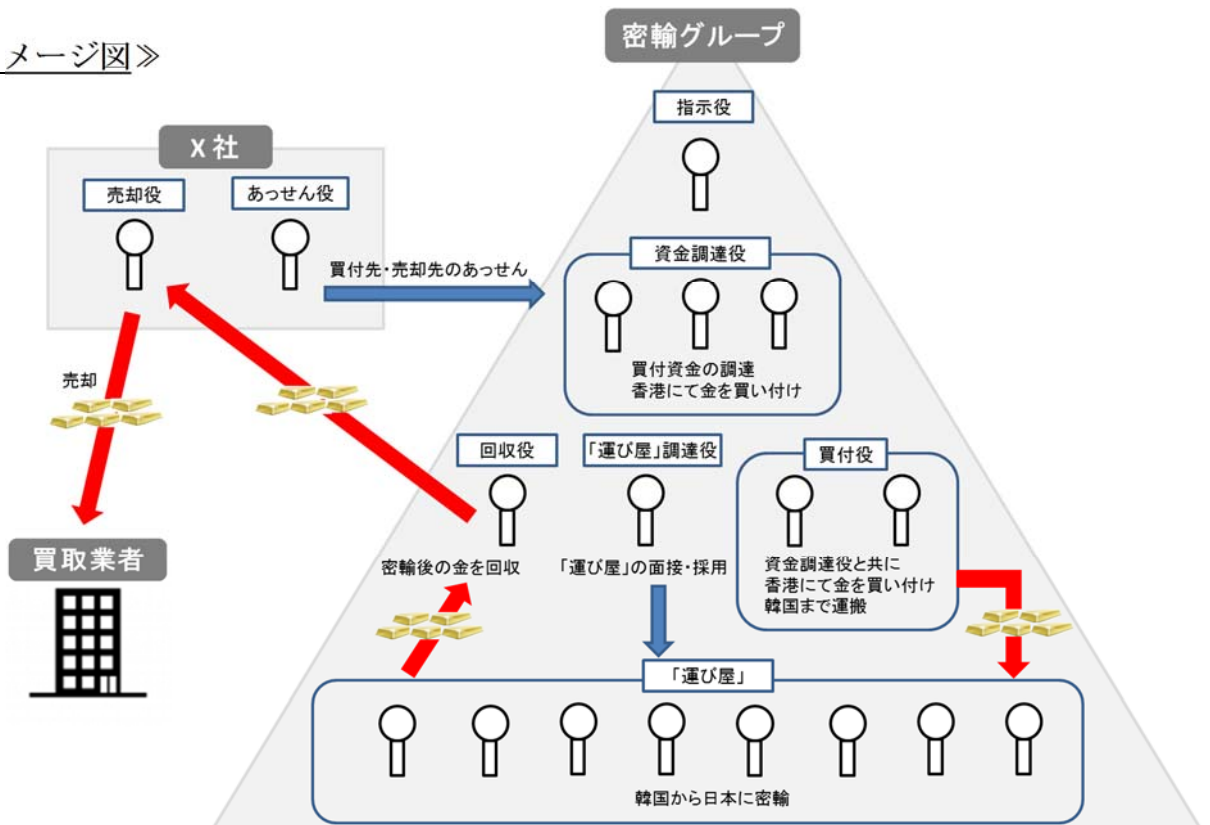 メージ図≫
密輸グループ
指示役
X社
売却役
あっせん役
買付先・売却先のあっせん
資金調達役
買付資金の調達
香港にて金を買い付け
売却
回収役
「運び屋」調達役
買付役
密輸後の金を回収
「運び屋」の面接・採用
資金調達役と共に
香港にて金を買い付け
韓国まで運搬
買取業者
「運び屋」
韓国から日本に密輸